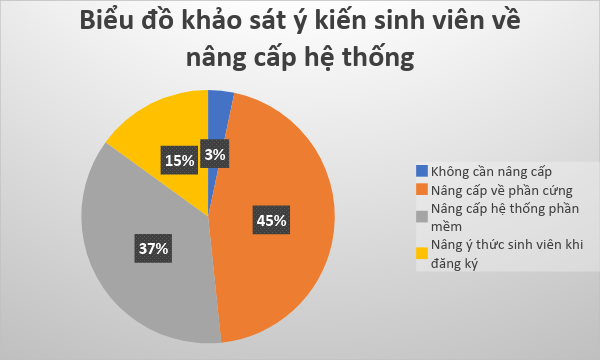 Biểu đồ khảo sát ý kiến sinh viên về
nâng cấp hệ thống
3%
15%
45%
37%
Không cần nâng cấp
Nâng cấp về phần cứng
Nâng cấp hệ thống phần
mềm
Nâng ý thức sinh viên khi
đăng ký